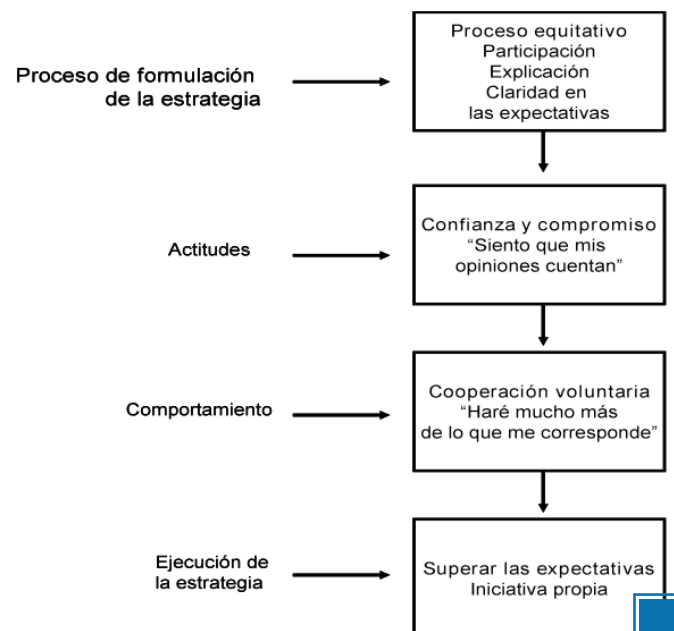 Proceso de formulación
de la estrategia
Proceso equitativo
Participación
Explicación
Claridad en
las expectativas
Actitudes
Confianza y compromiso
“Siento que mis
opiniones cuentan”
Comportamiento
Cooperación voluntaria
“Haré mucho más
de lo que me corresponde”
Ejecución de
la estrategia
Superar las expectativas
Iniciativa propia